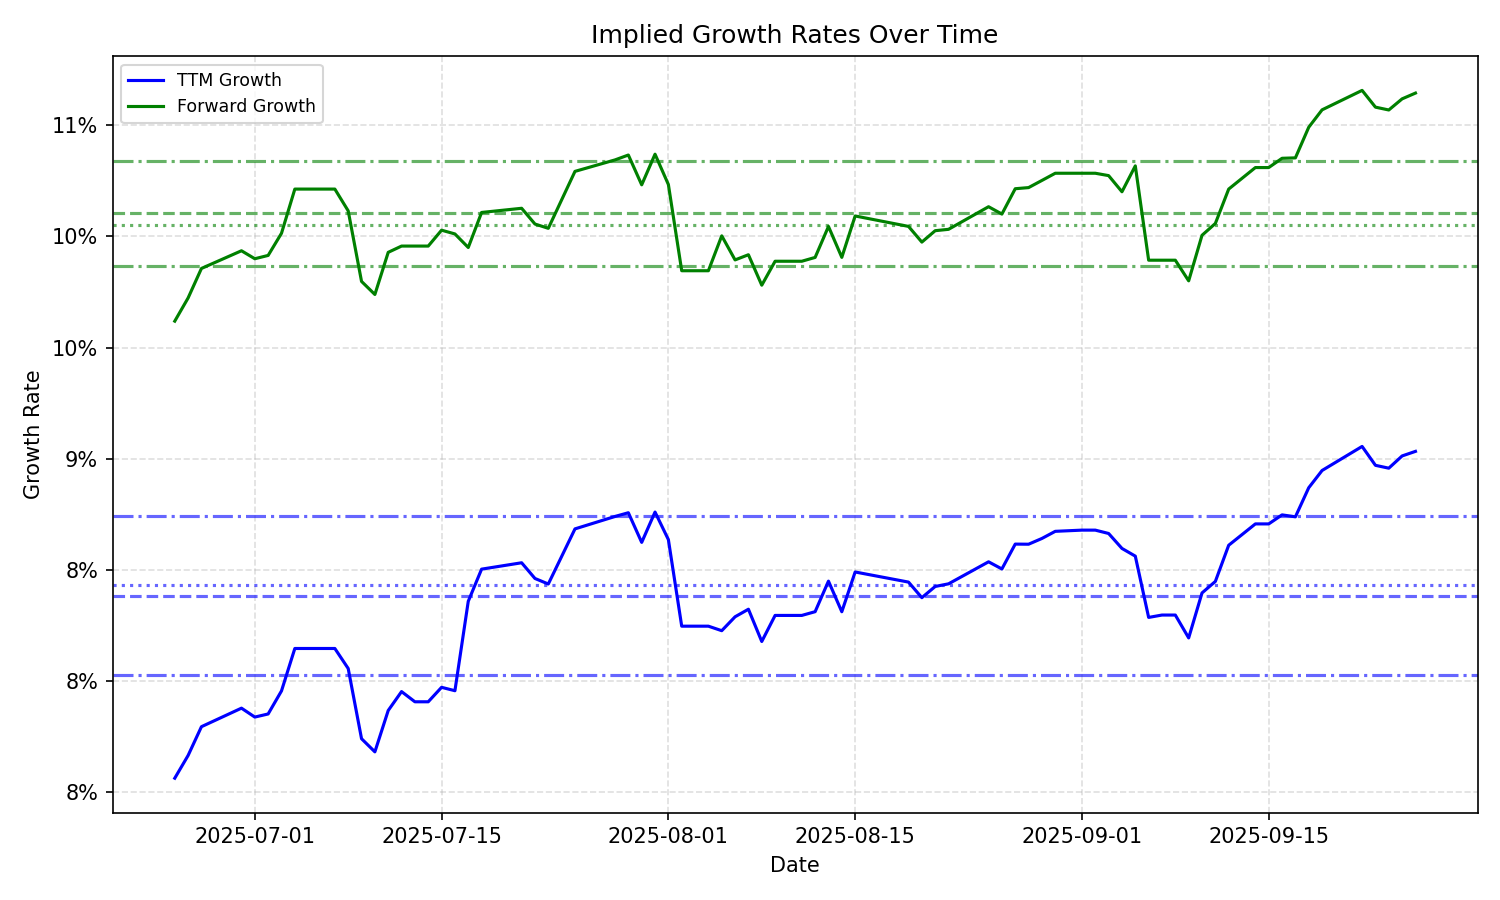 Implied Growth Rates Over Time
TTM Growth
Forward Growth
11%
10%
10%
9%
8%
8%
8%
Growth Rate
2025-07-01
2025-07-15
2025-08-01
2025-08-15
2025-09-01
2025-09-15
Date